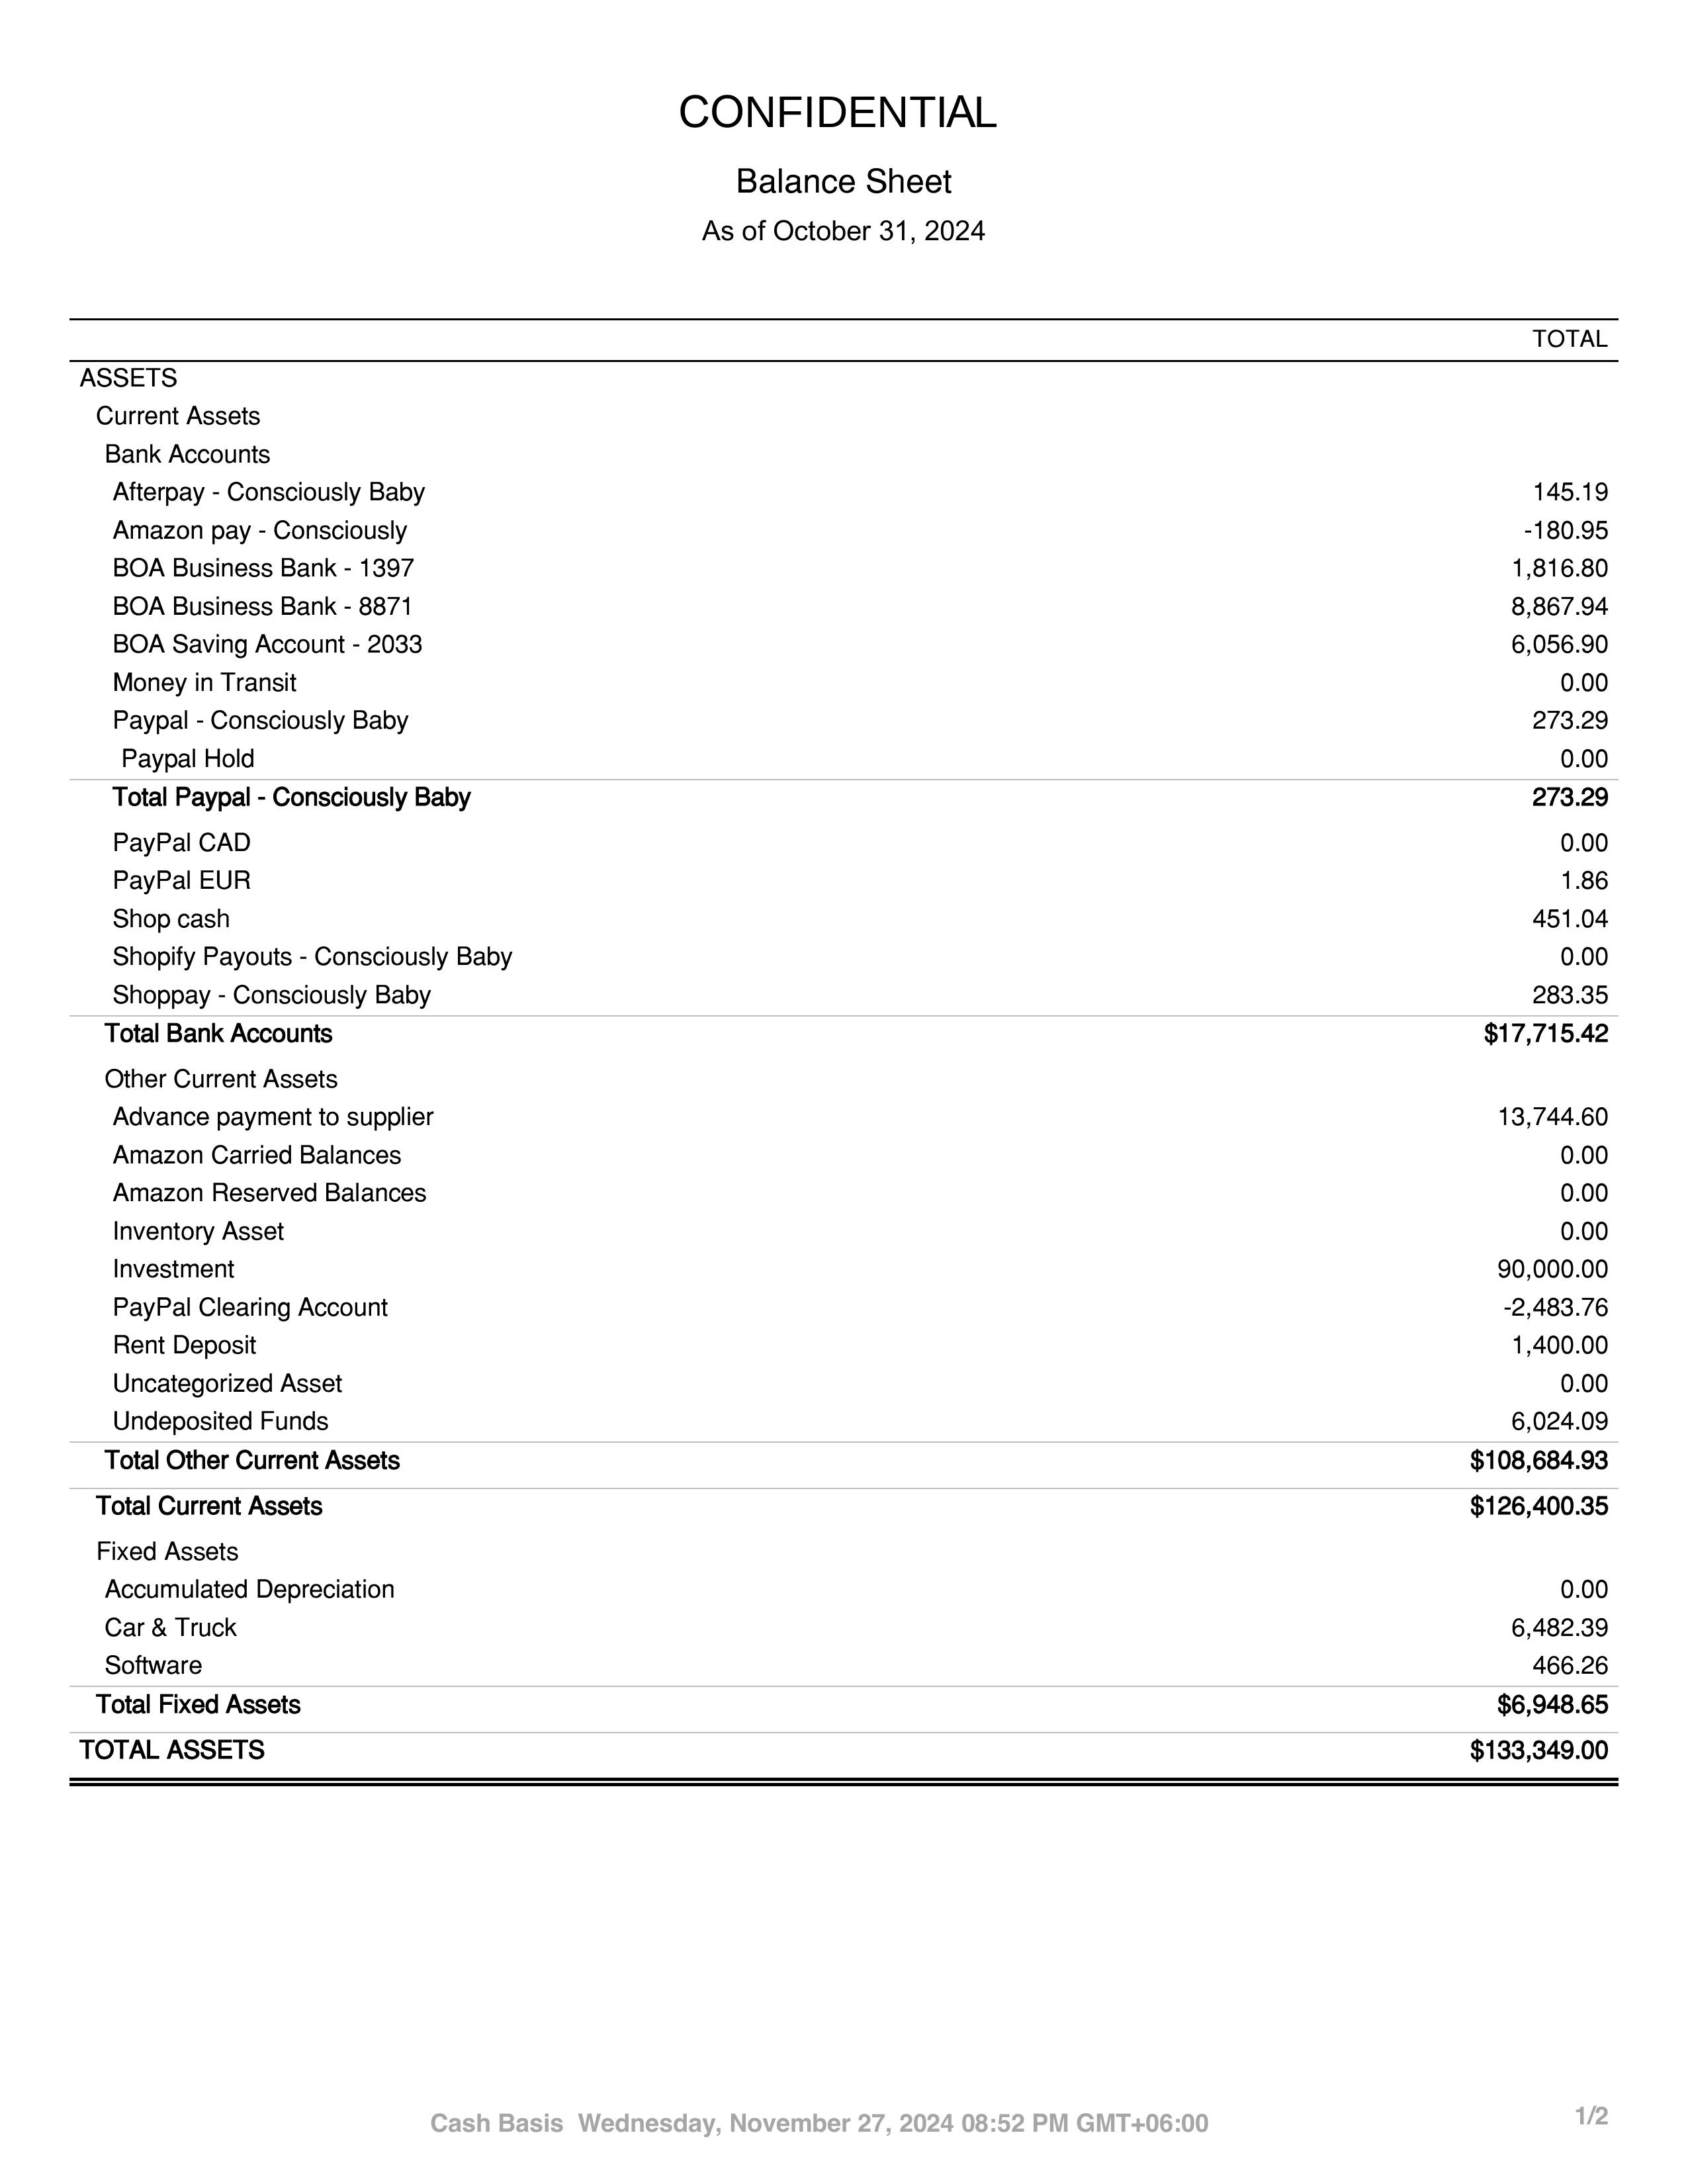 CONFIDENTIAL
Balance Sheet
As of October 31, 2024
TOTAL
ASSETS
Current Assets
Bank Accounts
Afterpay - Consciously Baby 145.19
Amazon pay - Consciously -180.95
BOA Business Bank - 1397 1,816.80
BOA Business Bank - 8871 8,867.94
BOA Saving Account - 2033 6,056.90
Money in Transit 0.00
Paypal - Consciously Baby 273.29
Paypal Hold 0.00
Total Paypal - Consciously Baby 273.29
PayPal CAD 0.00
PayPal EUR 1.86
Shop cash 451.04
Shopify Payouts - Consciously Baby 0.00
Shoppay - Consciously Baby 283.35
Total Bank Accounts $17,715.42
Other Current Assets
Advance payment to supplier 13,744.60
Amazon Carried Balances 0.00
Amazon Reserved Balances 0.00
Inventory Asset 0.00
Investment 90,000.00
PayPal Clearing Account -2,483.76
Rent Deposit 1,400.00
Uncategorized Asset 0.00
Undeposited Funds 6,024.09
Total Other Current Assets $108,684.93
Total Current Assets $126,400.35
Fixed Assets
Accumulated Depreciation 0.00
Car & Truck 6,482.39
Software 466.26
Total Fixed Assets $6,948.65
TOTAL ASSETS $133,349.00
Cash Basis Wednesday, November 27, 2024 08:52 PM GMT+06:00 1/2